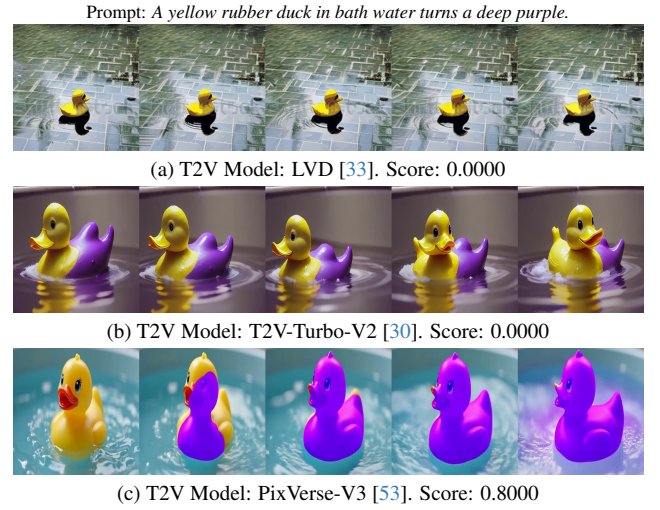 Prompt: A yellow rubber duck in bath water turns a deep purple.
(a) T2V Model: LVD [33]. Score: 0.0000
(b) T2V Model: T2V-Turbo-V2 [30]. Score: 0.0000
(c) T2V Model: PixVerse-V3 [53]. Score: 0.8000